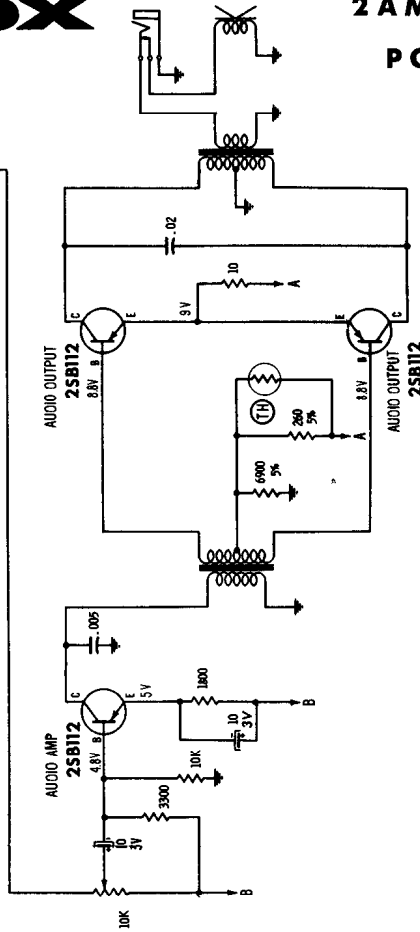 OX
2 A M
P O
AUDIO OUTPUT
2SB112
8.8V
C
B
E
.02
9V
10
A
AUDIO OUTPUT
2SB112
8.8V
B
E
C
TH
260
5%
A
6900
5%
.005
AUDIO AMP
2SB112
4.8V
B
C
E
5V
1800
10
3V
B
10K
3300
10
3V
10K
B